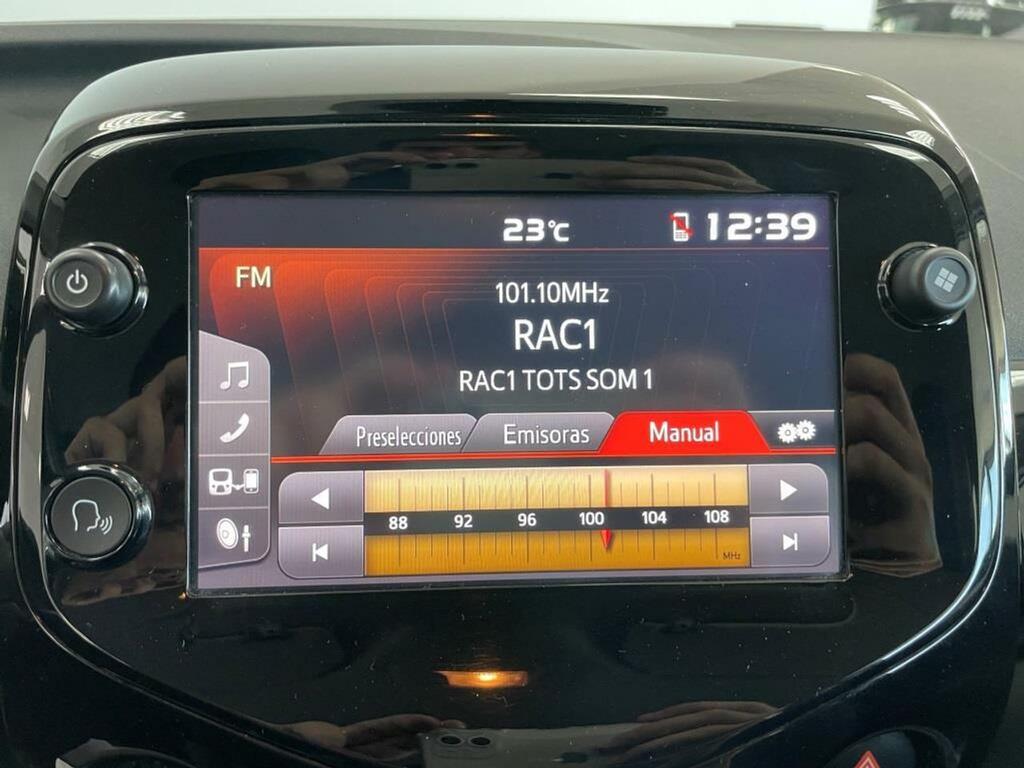 23°C 12:39
FM
101.10MHz
RAC1
RAC1 TOTS SOM 1
Preselecciones Emisoras Manual
88 92 96 100 104 108
MHz